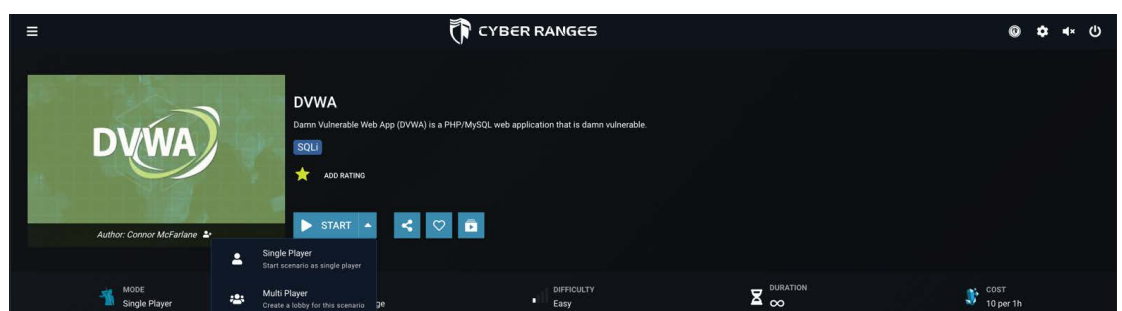 CYBER RANGES
DVWA
DVWA
Damn Vulnerable Web App (DVWA) is a PHP/MySQL web application that is damn vulnerable.
SQLi
ADD RATING
START
Author: Connor McFarlane
Single Player
Start scenario as single player
Multi Player
Create a lobby for this scenario
MODE
Single Player
ge
DIFFICULTY
Easy
DURATION
∞
COST
10 per 1h